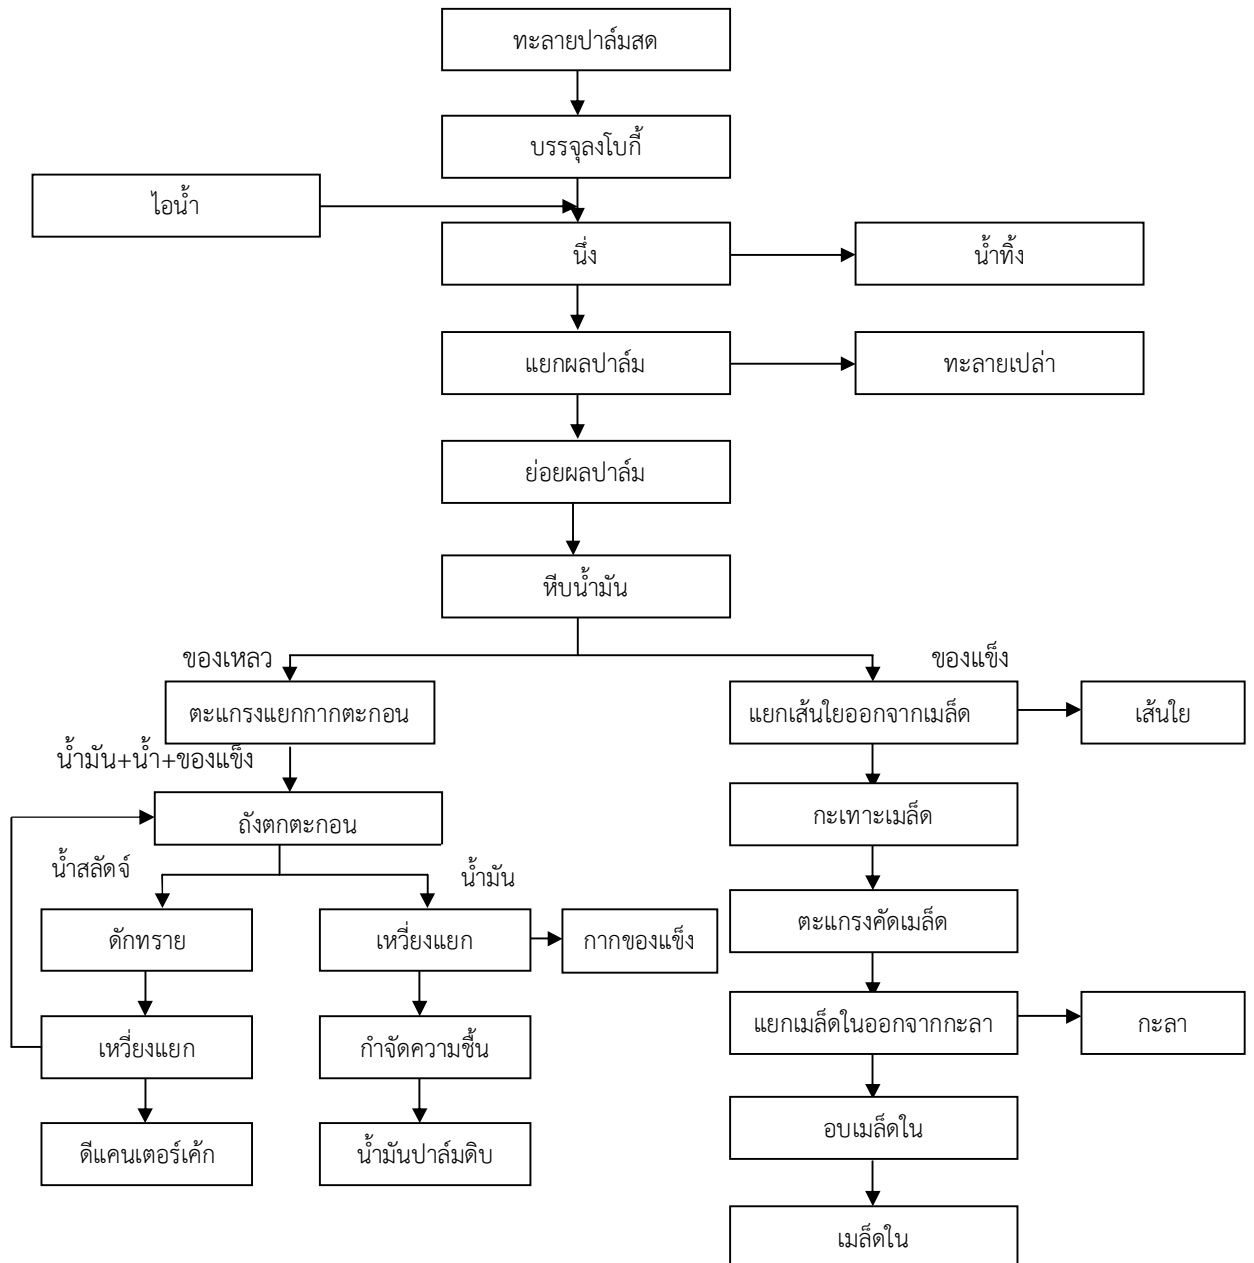 ทะลายปาล์มสด
บรรจุลงโบกี้
ไอน้ำ
นึ่ง
น้ำทิ้ง
แยกผลปาล์ม
ทะลายเปล่า
ย่อยผลปาล์ม
หีบน้ำมัน
ของเหลว
ของแข็ง
ตะแกรงแยกกากตะกอน
แยกเส้นใยออกจากเมล็ด
เส้นใย
น้ำมัน+น้ำ+ของแข็ง
กะเทาะเมล็ด
ถังตกตะกอน
น้ำสลัดจ์
น้ำมัน
ตะแกรงคัดเมล็ด
ดักทราย
เหวี่ยงแยก
กากของแข็ง
แยกเมล็ดในออกจากกะลา
กะลา
เหวี่ยงแยก
กำจัดความชื้น
อบเมล็ดใน
ดีแคนเตอร์เค้ก
น้ำมันปาล์มดิบ
เมล็ดใน